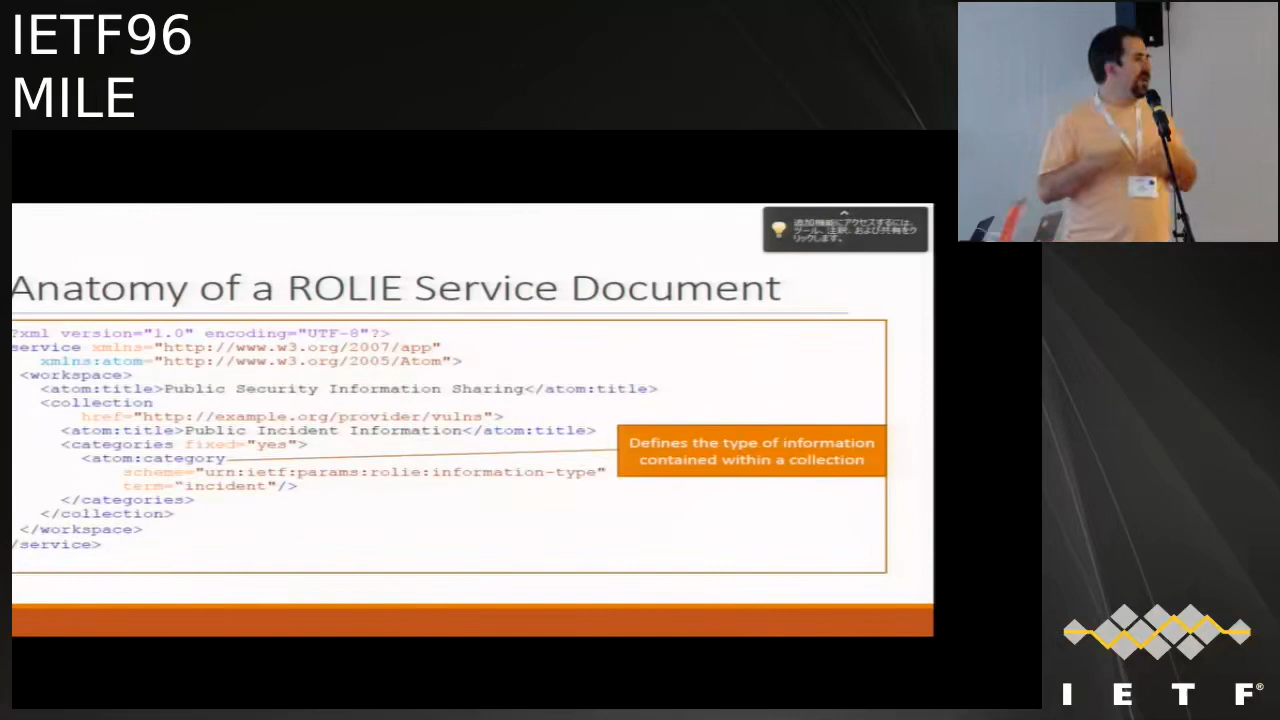 IETF96
MILE
追加機能にアクセスするには、
ツール、注釈、および共有をク
リックします。
Anatomy of a ROLIE Service Document
?xml version="1.0" encoding="UTF-8"?>
service xmlns="http://www.w3.org/2007/app"
xmlns:atom="http://www.w3.org/2005/Atom">
<workspace>
<atom:title>Public Security Information Sharing</atom:title>
<collection
href="http://example.org/provider/vulns">
<atom:title>Public Incident Information</atom:title>
<categories fixed="yes">
<atom:category
scheme="urn:ietf:params:rolie:information-type"
term="incident"/>
</categories>
</collection>
</workspace>
/service>
Defines the type of information
contained within a collection
I E T F®